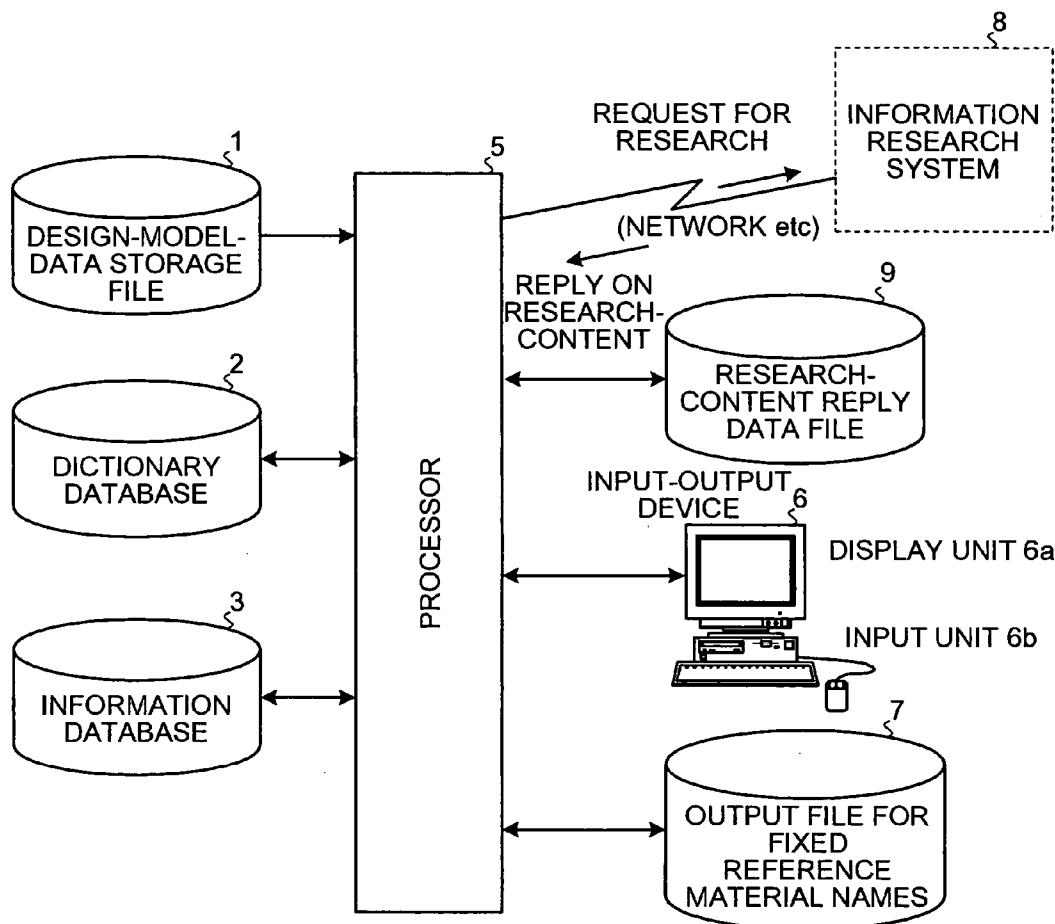 8
INFORMATION
RESEARCH
SYSTEM
REQUEST FOR
RESEARCH
(NETWORK etc)
REPLY ON
RESEARCH-
CONTENT
1
DESIGN-MODEL-
DATA STORAGE
FILE
5
PROCESSOR
9
RESEARCH-
CONTENT REPLY
DATA FILE
2
DICTIONARY
DATABASE
INPUT-OUTPUT
DEVICE
6
DISPLAY UNIT 6a
INPUT UNIT 6b
3
INFORMATION
DATABASE
7
OUTPUT FILE FOR
FIXED
REFERENCE
MATERIAL NAMES